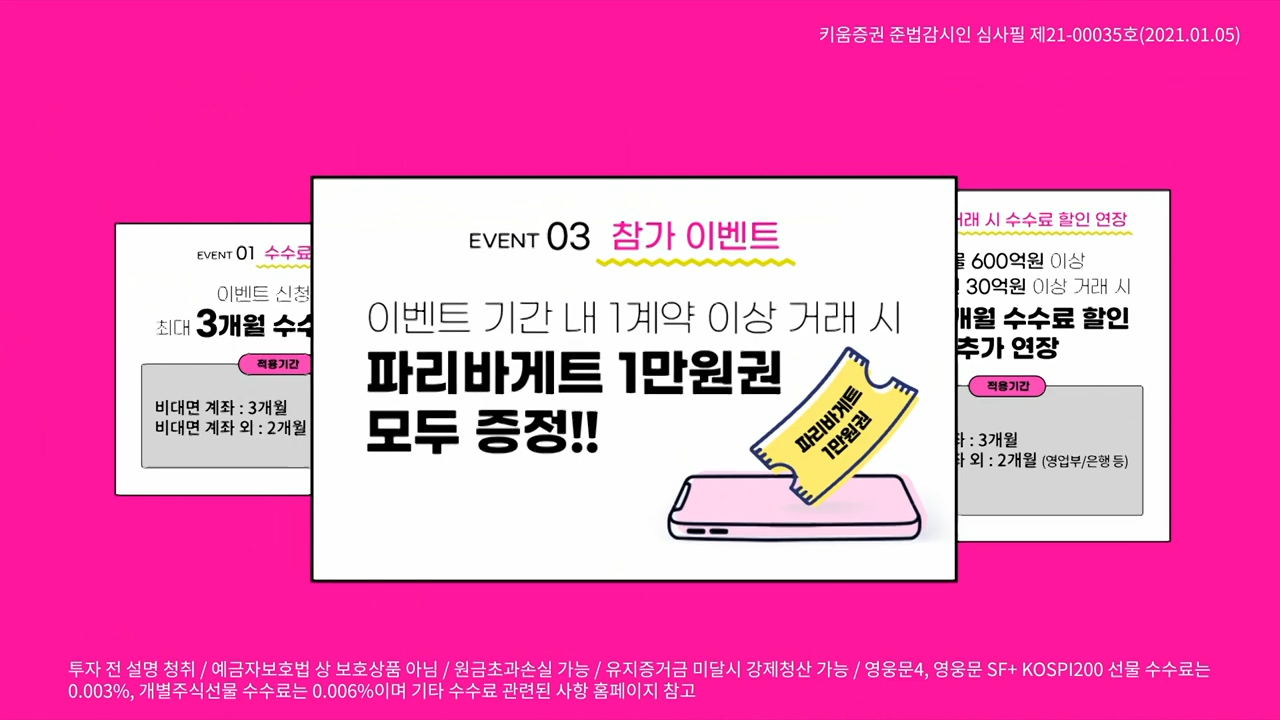 키움증권 준법감시인 심사필 제21-00035호(2021.01.05)
EVENT 01 수수료
이벤트 신청
최대 3개월 수수
적용기간
비대면 계좌 : 3개월
비대면 계좌 외 : 2개월
EVENT 03 참가 이벤트
이벤트 기간 내 1계약 이상 거래 시
파리바게트 1만원권
모두 증정!!
파리바게트
1만원권
거래 시 수수료 할인 연장
600억원 이상
30억원 이상 거래 시
개월 수수료 할인
추가 연장
적용기간
: 3개월
외 : 2개월 (영업부/은행 등)
투자 전 설명 청취 / 예금자보호법 상 보호상품 아님 / 원금초과손실 가능 / 유지증거금 미달시 강제청산 가능 / 영웅문4, 영웅문 SF+ KOSPI200 선물 수수료는
0.003%, 개별주식선물 수수료는 0.006%이며 기타 수수료 관련된 사항 홈페이지 참고